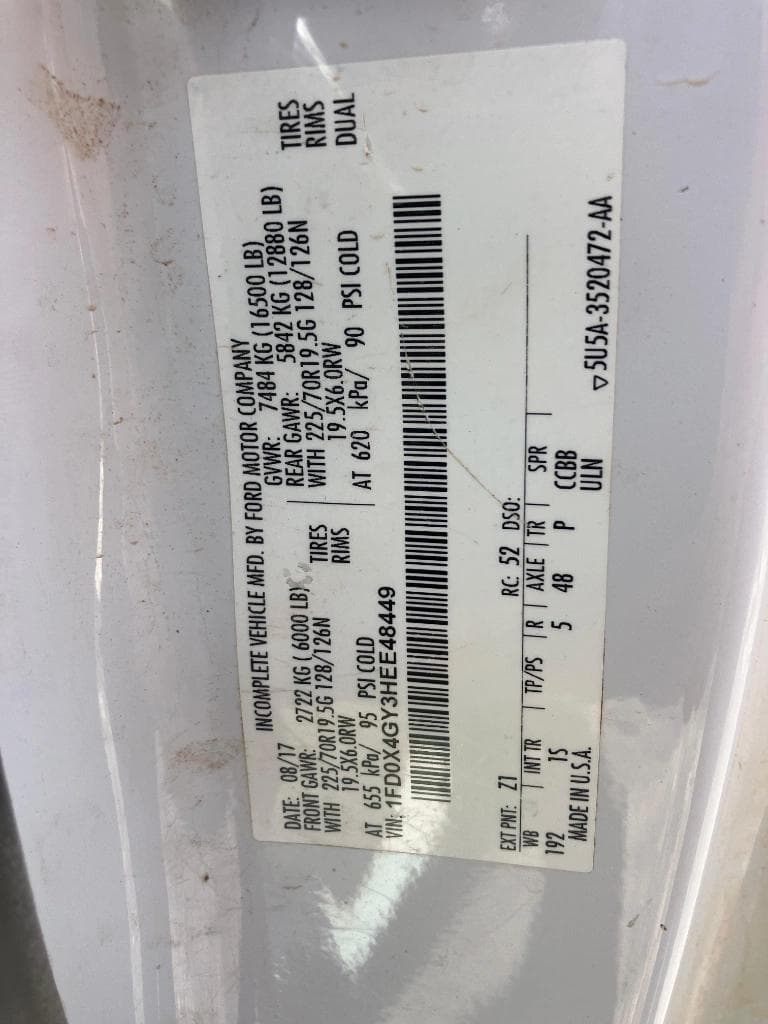 INCOMPLETE VEHICLE MFD. BY FORD MOTOR COMPANY
DATE: 08/17 GVWR: 7484 KG (16500 LB)
FRONT GAWR: 2722 KG ( 6000 LB) REAR GAWR: 5842 KG (12880 LB)
WITH 225/70R19.5G 128/126N TIRES WITH 225/70R19.5G 128/126N TIRES
19.5X6.0RW RIMS 19.5X6.0RW RIMS
AT 655 kPa/ 95 PSI COLD AT 620 kPa/ 90 PSI COLD DUAL
VIN: 1FD0X4GY3HEE48449
EXT PNT: Z1 RC: 52 DSO:
WB INT TR TP/PS R AXLE TR SPR
192 1S 5 48 P CCBB
MADE IN U.S.A. ULN
▽5U5A-3520472-AA